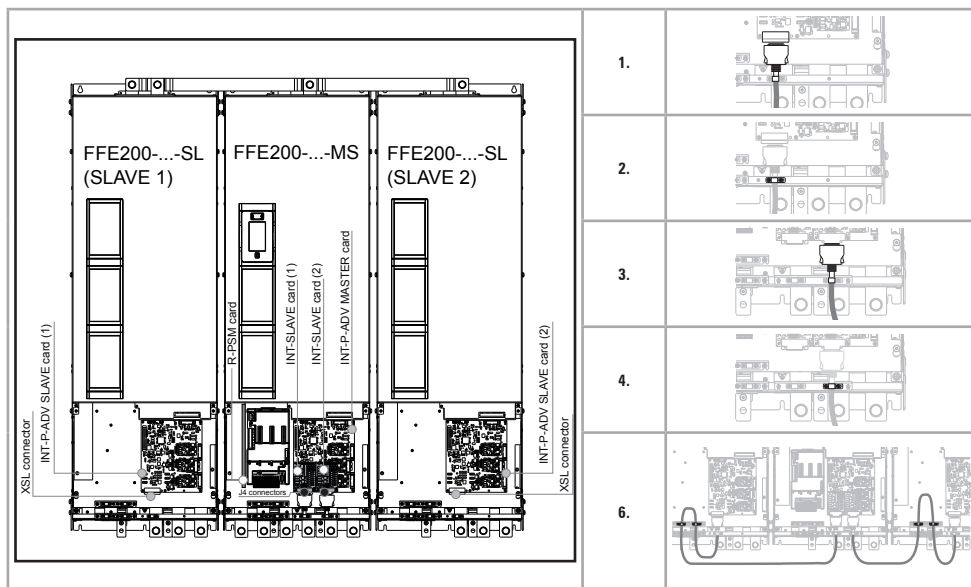 FFE200-...-SL
(SLAVE 1)
FFE200-...-MS
FFE200-...-SL
(SLAVE 2)
XSL connector
INT-P-ADV SLAVE card (1)
R-PSM card
INT-SLAVE card (1)
INT-SLAVE card (2)
INT-P-ADV MASTER card
INT-P-ADV SLAVE card (2)
XSL connector
J4 connectors
1.
2.
3.
4.
6.